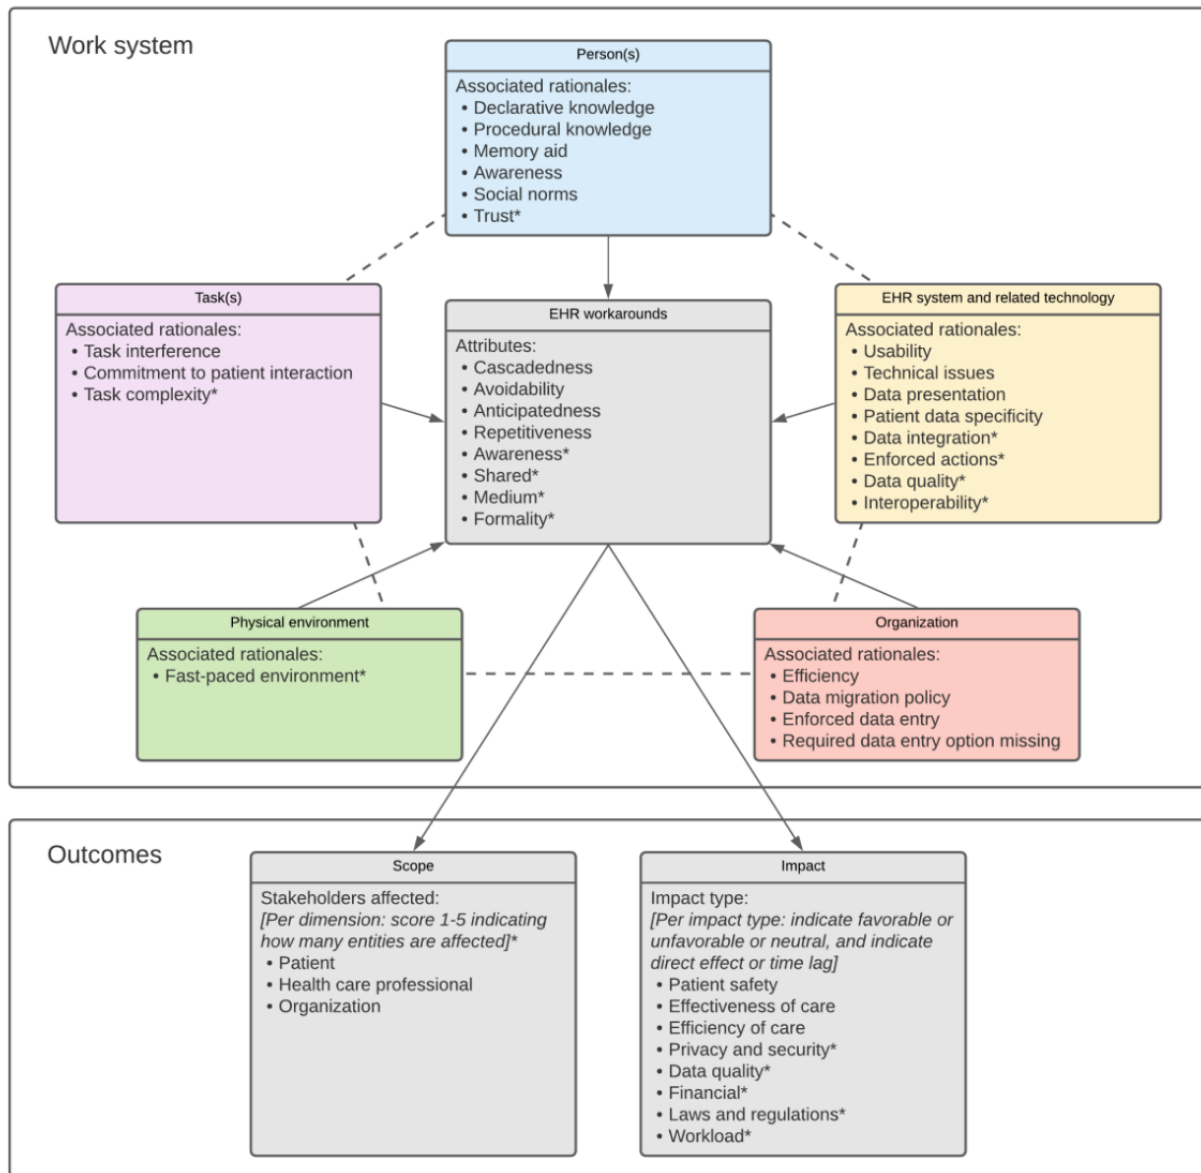 Work system
Person(s)
Associated rationales:
• Declarative knowledge
• Procedural knowledge
• Memory aid
• Awareness
• Social norms
• Trust*
Task(s)
Associated rationales:
• Task interference
• Commitment to patient interaction
• Task complexity*
EHR workarounds
Attributes:
• Cascadedness
• Avoidability
• Anticipatedness
• Repetitiveness
• Awareness*
• Shared*
• Medium*
• Formality*
EHR system and related technology
Associated rationales:
• Usability
• Technical issues
• Data presentation
• Patient data specificity
• Data integration*
• Enforced actions*
• Data quality*
• Interoperability*
Physical environment
Associated rationales:
• Fast-paced environment*
Organization
Associated rationales:
• Efficiency
• Data migration policy
• Enforced data entry
• Required data entry option missing
Outcomes
Scope
Stakeholders affected:
[Per dimension: score 1-5 indicating
how many entities are affected]*
• Patient
• Health care professional
• Organization
Impact
Impact type:
[Per impact type: indicate favorable or
unfavorable or neutral, and indicate
direct effect or time lag]
• Patient safety
• Effectiveness of care
• Efficiency of care
• Privacy and security*
• Data quality*
• Financial*
• Laws and regulations*
• Workload*